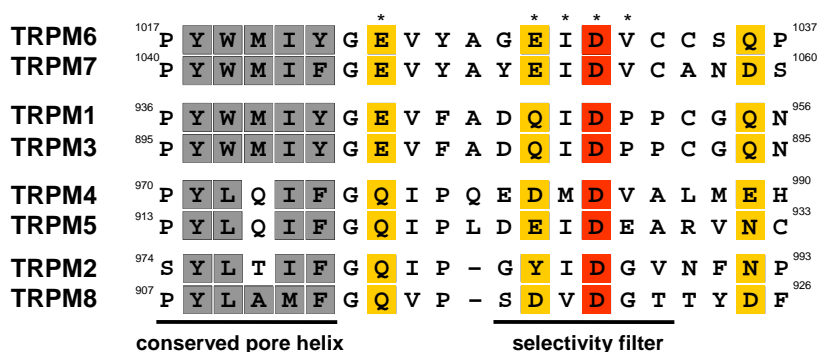 * * * * *
TRPM6 1017 P Y W M I Y G E V Y A G E I D V C C S Q P 1037
TRPM7 1040 P Y W M I F G E V Y A Y E I D V C A N D S 1060
TRPM1 936 P Y W M I Y G E V F A D Q I D P P C G Q N 956
TRPM3 895 P Y W M I Y G E V F A D Q I D P P C G Q N 895
TRPM4 970 P Y L Q I F G Q I P Q E D M D V A L M E H 990
TRPM5 913 P Y L Q I F G Q I P L D E I D E A R V N C 933
TRPM2 974 S Y L T I F G Q I P – G Y I D G V N F N P 993
TRPM8 907 P Y L A M F G Q V P – S D V D G T T Y D F 926
conserved pore helix selectivity filter